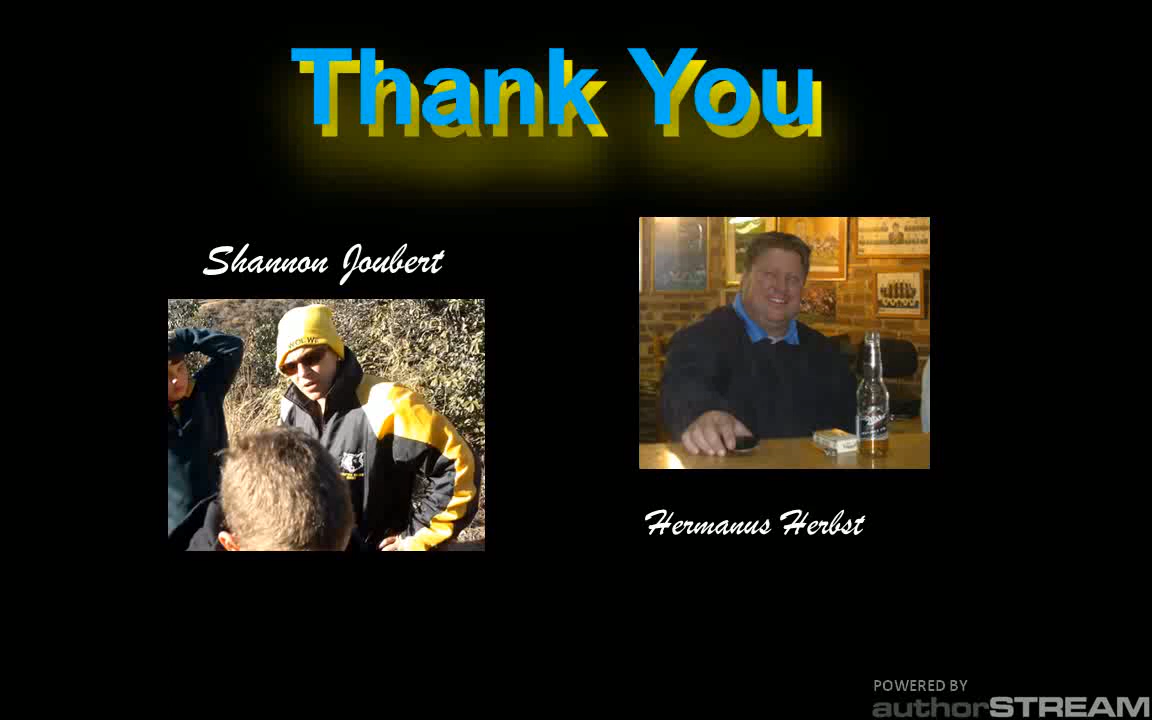 Thank You
Shannon Joubert
WOLWE
Hermanus Herbst
POWERED BY
authorSTREAM